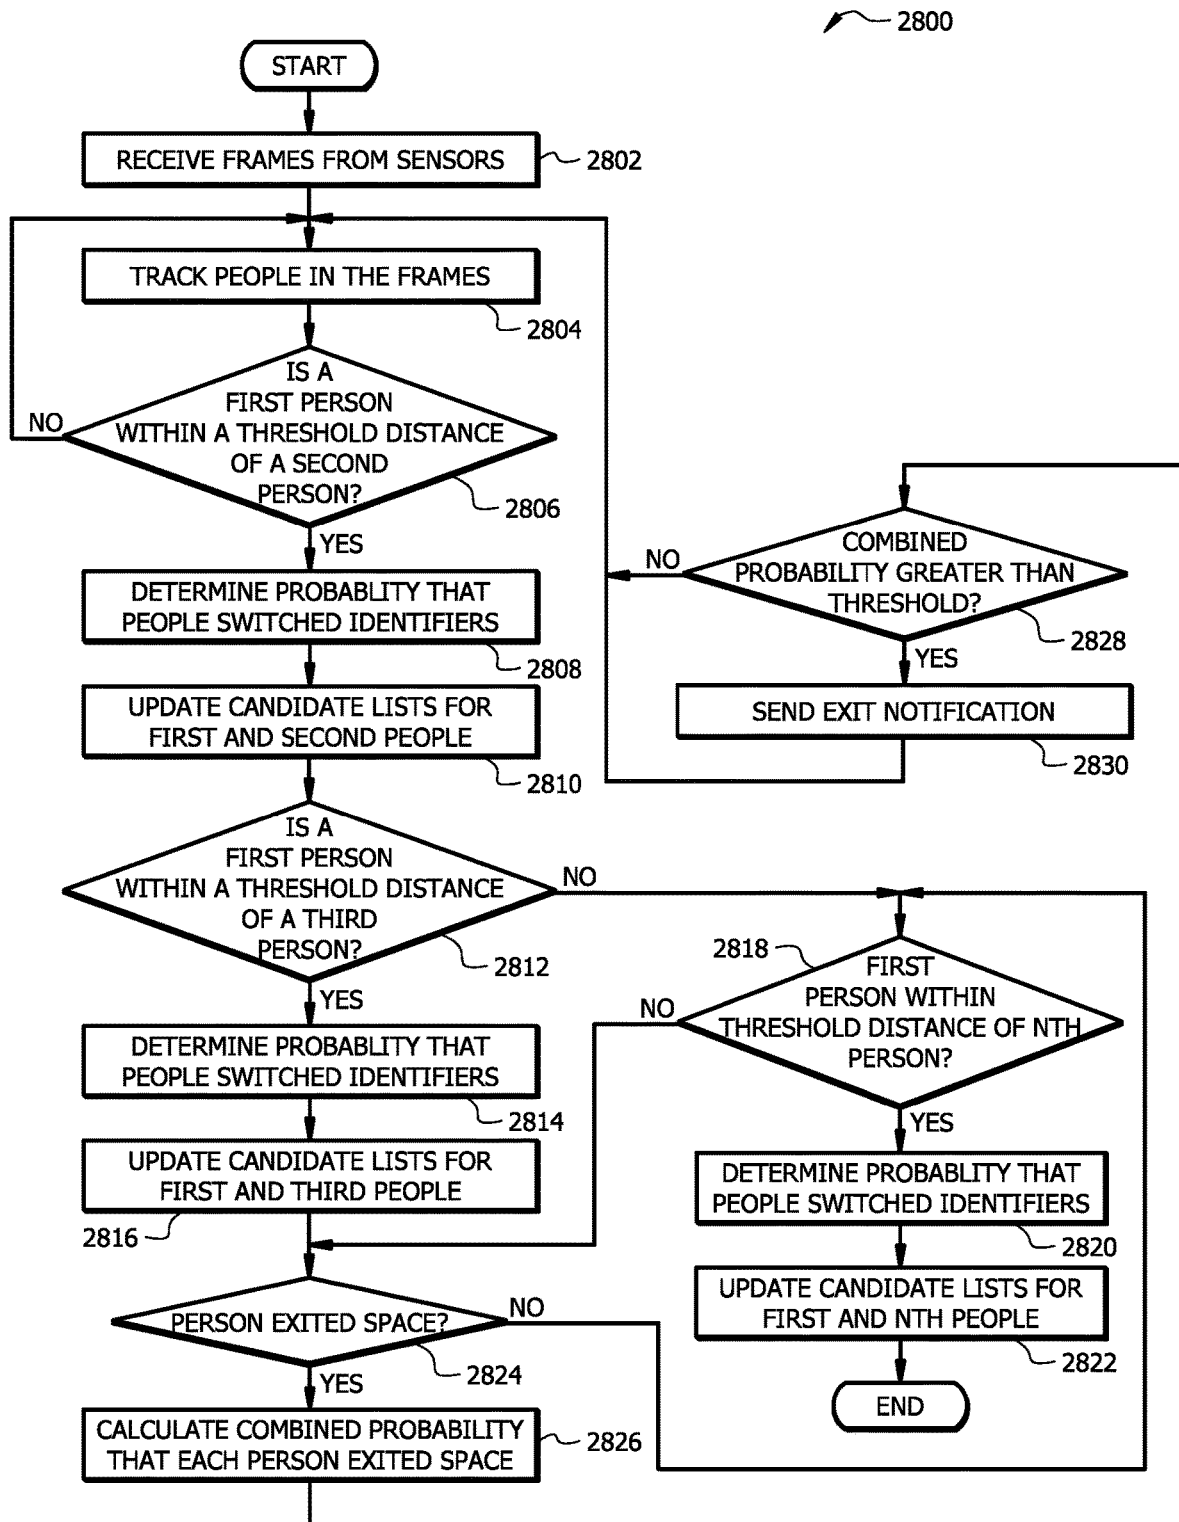 2800
START
RECEIVE FRAMES FROM SENSORS
2802
TRACK PEOPLE IN THE FRAMES
2804
IS A
FIRST PERSON
WITHIN A THRESHOLD DISTANCE
OF A SECOND
PERSON?
NO
2806
YES
DETERMINE PROBABLITY THAT
PEOPLE SWITCHED IDENTIFIERS
2808
UPDATE CANDIDATE LISTS FOR
FIRST AND SECOND PEOPLE
2810
IS A
FIRST PERSON
WITHIN A THRESHOLD DISTANCE
OF A THIRD
PERSON?
NO
2812
YES
DETERMINE PROBABLITY THAT
PEOPLE SWITCHED IDENTIFIERS
2814
UPDATE CANDIDATE LISTS FOR
FIRST AND THIRD PEOPLE
2816
PERSON EXITED SPACE?
NO
2824
YES
CALCULATE COMBINED PROBABILITY
THAT EACH PERSON EXITED SPACE
2826
COMBINED
PROBABILITY GREATER THAN
THRESHOLD?
NO
2828
YES
SEND EXIT NOTIFICATION
2830
2818
FIRST
PERSON WITHIN
THRESHOLD DISTANCE OF NTH
PERSON?
NO
YES
DETERMINE PROBABLITY THAT
PEOPLE SWITCHED IDENTIFIERS
2820
UPDATE CANDIDATE LISTS FOR
FIRST AND NTH PEOPLE
2822
END